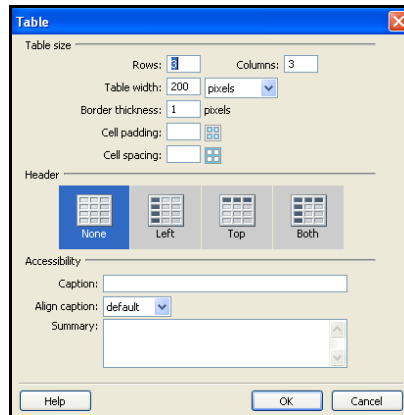 Table
Table size
Rows: 3 Columns: 3
Table width: 200 pixels
Border thickness: 1 pixels
Cell padding:
Cell spacing:
Header
None Left Top Both
Accessibility
Caption:
Align caption: default
Summary:
Help OK Cancel